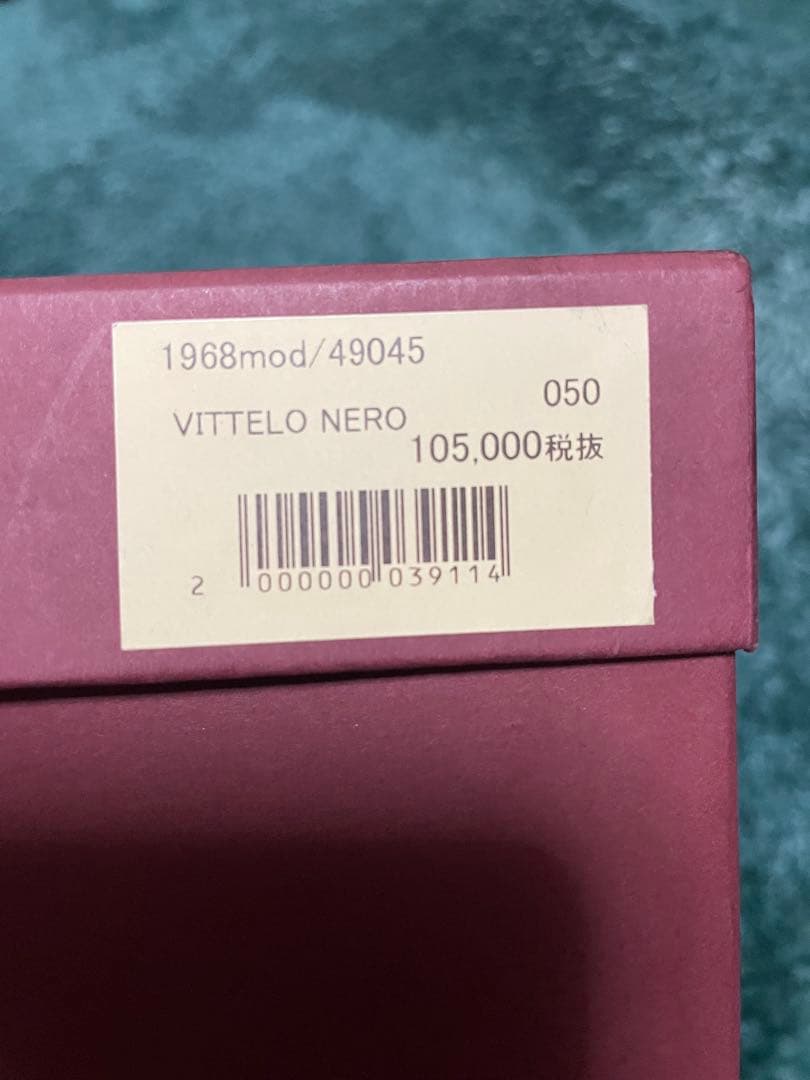 1968mod/49045
050
VITTELO NERO
105,000税抜
2 000000 039114